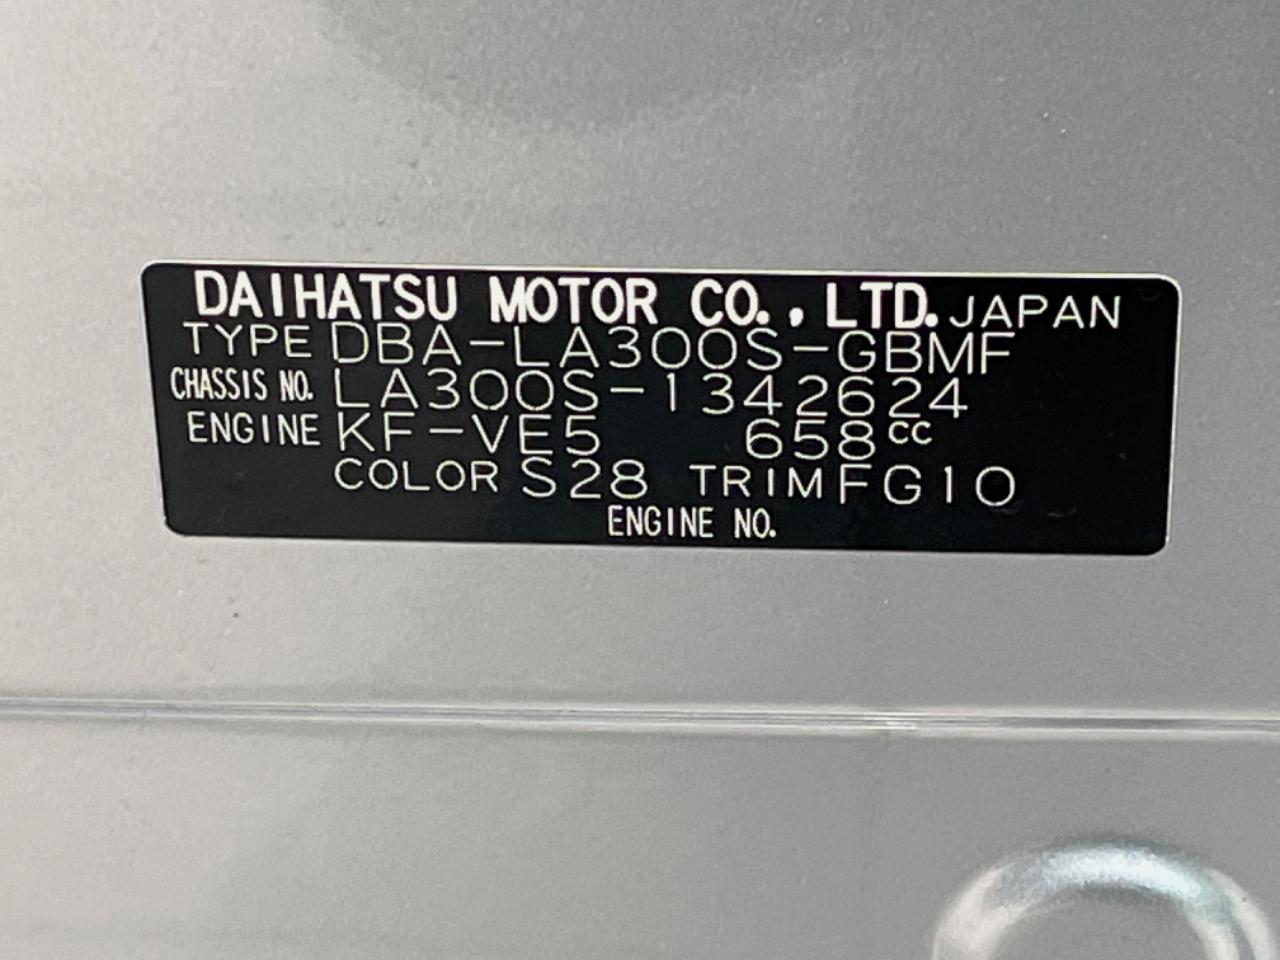 DAIHATSU MOTOR CO., LTD. JAPAN
TYPE DBA-LA300S-GBMF
CHASSIS NO. LA300S-1342624
ENGINE KF-VE5 658cc
COLOR S28 TRIM FG10
ENGINE NO.